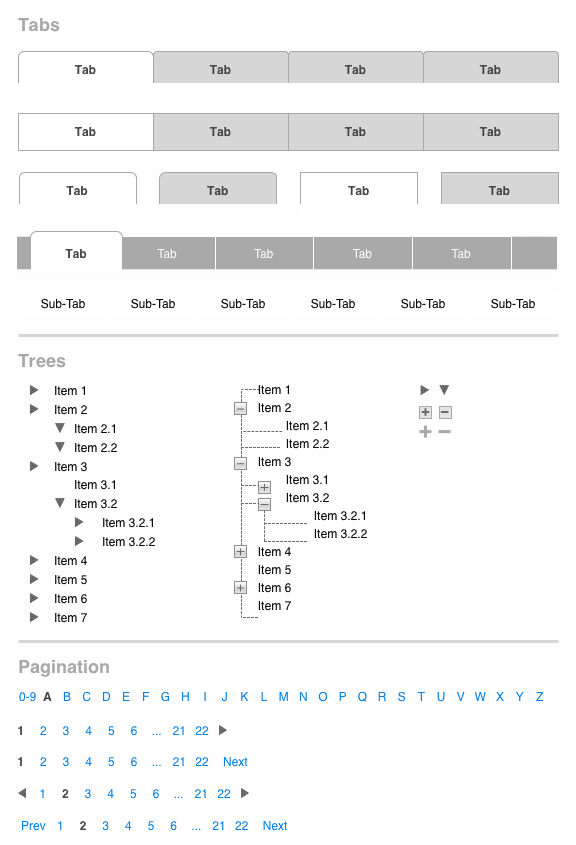 Tabs
Tab Tab Tab Tab
Tab Tab Tab Tab
Tab Tab Tab Tab
Tab Tab Tab Tab Tab
Sub-Tab Sub-Tab Sub-Tab Sub-Tab Sub-Tab Sub-Tab
Trees
Item 1
Item 2
Item 2.1
Item 2.2
Item 3
Item 3.1
Item 3.2
Item 3.2.1
Item 3.2.2
Item 4
Item 5
Item 6
Item 7
Item 1
Item 2
Item 2.1
Item 2.2
Item 3
Item 3.1
Item 3.2
Item 3.2.1
Item 3.2.2
Item 4
Item 5
Item 6
Item 7
Pagination
0-9 A B C D E F G H I J K L M N O P Q R S T U V W X Y Z
1 2 3 4 5 6 ... 21 22
1 2 3 4 5 6 ... 21 22 Next
1 2 3 4 5 6 ... 21 22
Prev 1 2 3 4 5 6 ... 21 22 Next